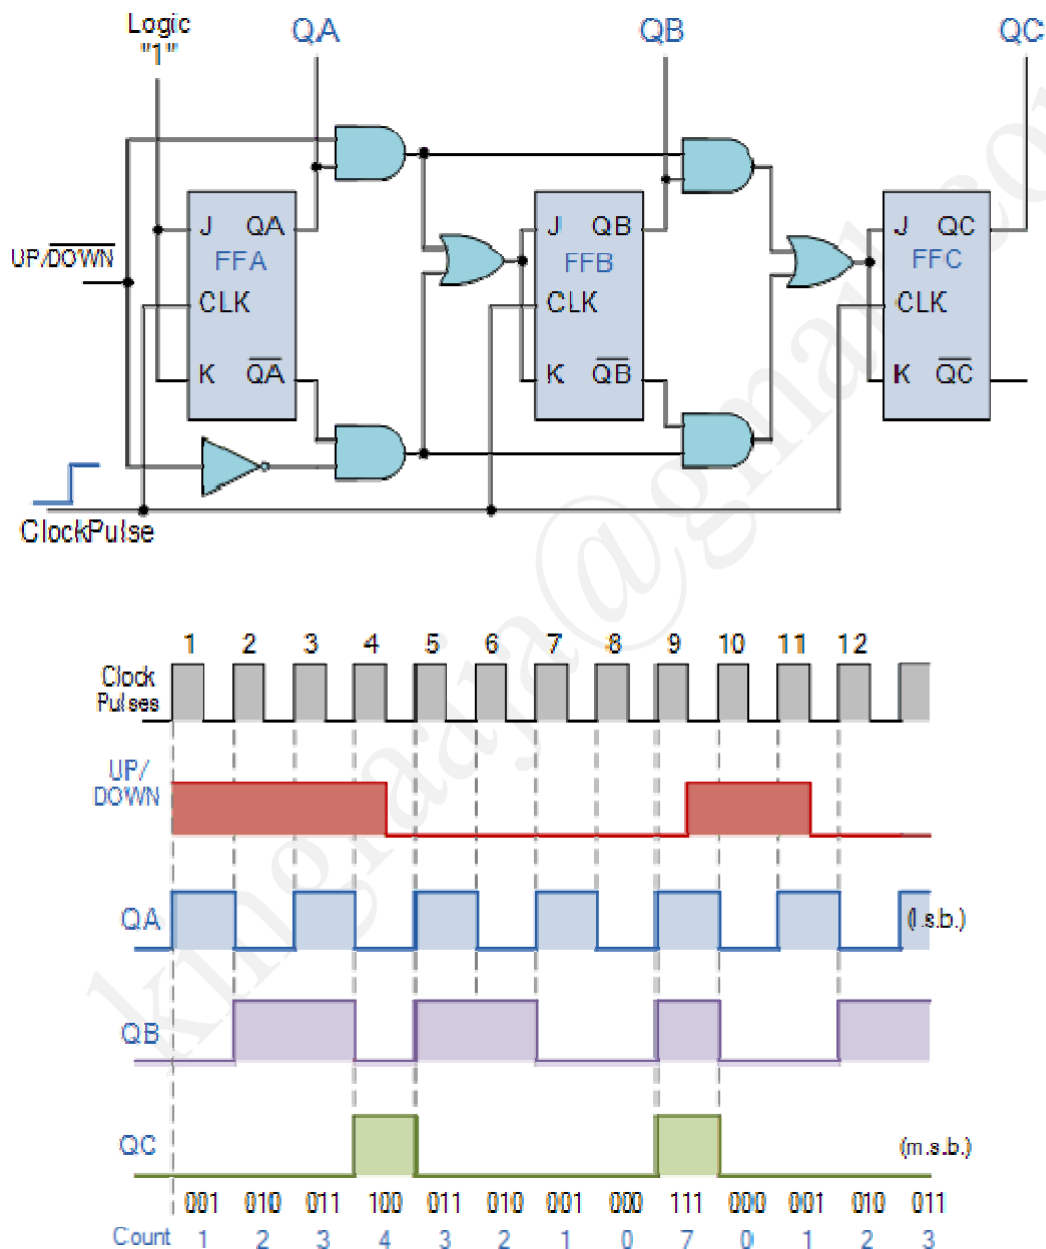 Logic
"1"
QA
QB
QC
J QA
FFA
CLK
K QA
J QB
FFB
CLK
K QB
J QC
FFC
CLK
K QC
UP/DOWN
ClockPulse
1 2 3 4 5 6 7 8 9 10 11 12
Clock
Pulses
UP/
DOWN
QA
(l.s.b.)
QB
QC
(m.s.b.)
001 010 011 100 011 010 001 000 111 000 001 010 011
Count 1 2 3 4 3 2 1 0 7 0 1 2 3